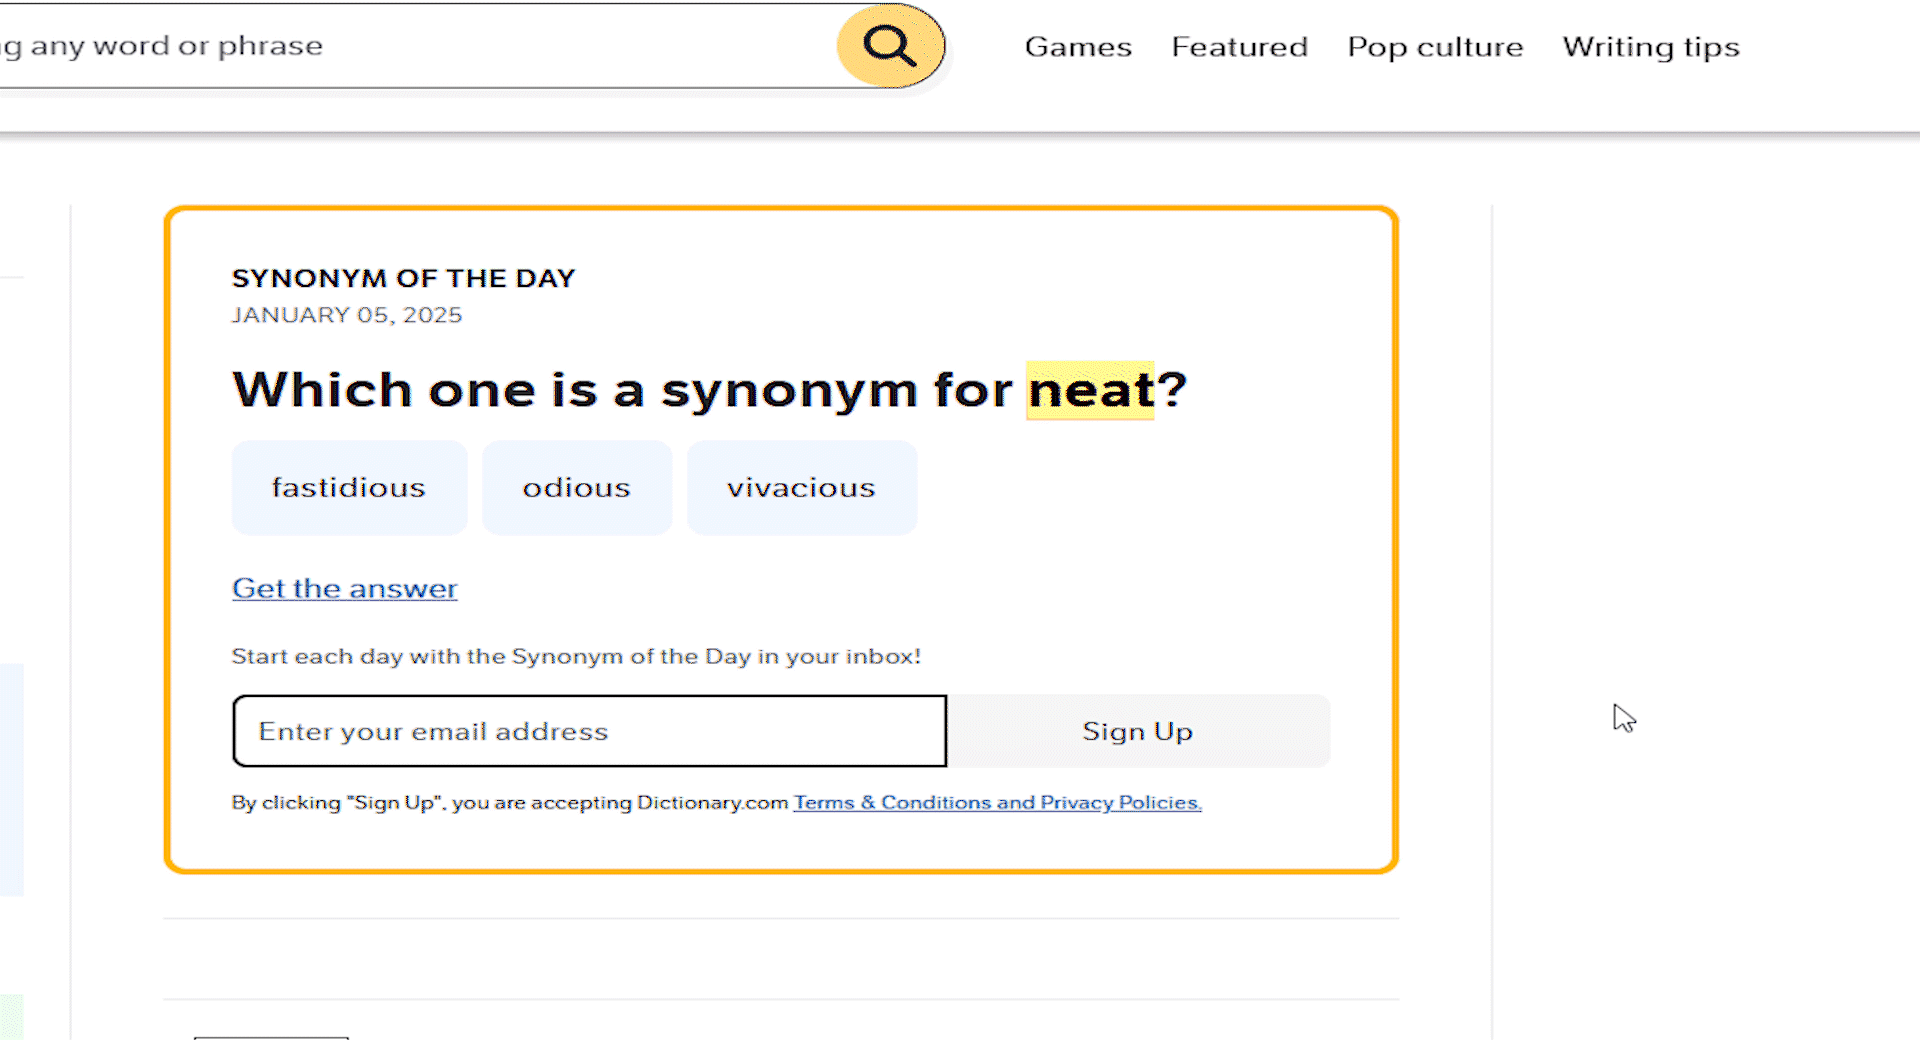 any word or phrase
Games Featured Pop culture Writing tips
SYNONYM OF THE DAY
JANUARY 05, 2025
Which one is a synonym for neat?
fastidious odious vivacious
Get the answer
Start each day with the Synonym of the Day in your inbox!
Enter your email address Sign Up
By clicking "Sign Up", you are accepting Dictionary.com Terms & Conditions and Privacy Policies.